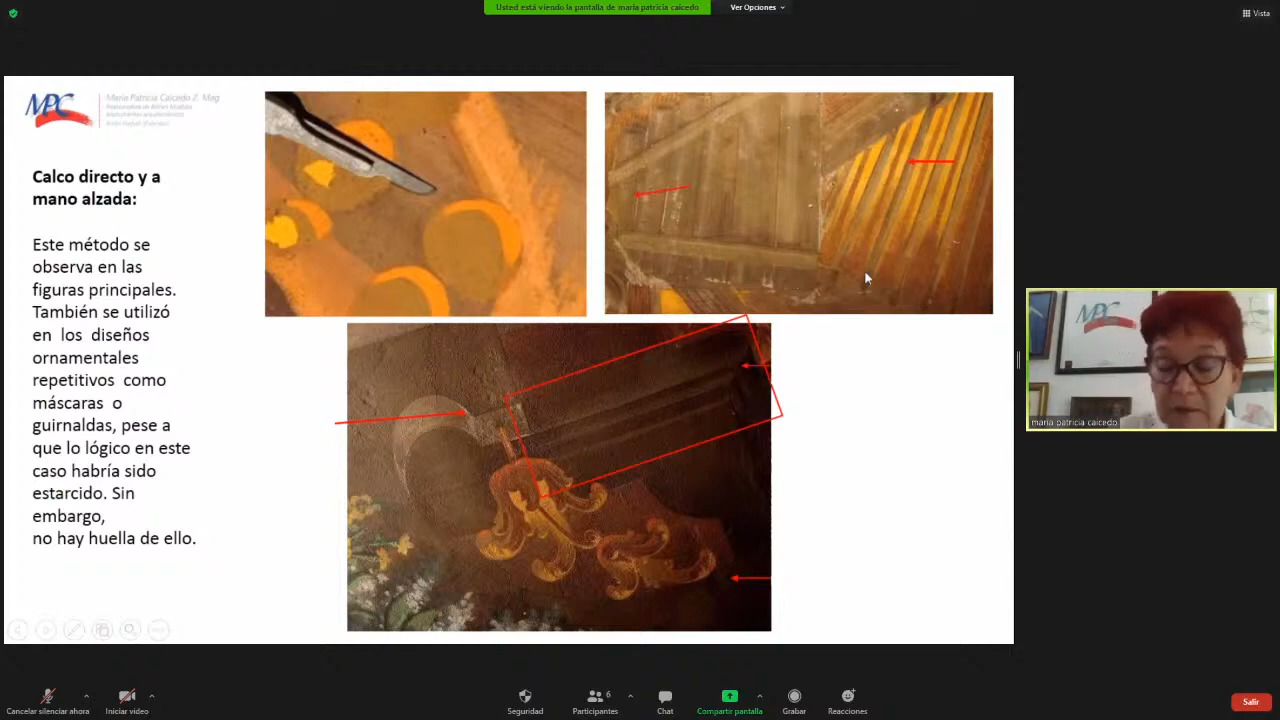 Usted está viendo la pantalla de maría patricia caicedo
Ver Opciones
Vista
MPC
María Patricia Caicedo Z. Mag
Calco directo y a
mano alzada:
Este método se
observa en las
figuras principales.
También se utilizó
en los diseños
ornamentales
repetitivos como
máscaras o
guirnaldas, pese a
que lo lógico en este
caso habría sido
estarcido. Sin
embargo,
no hay huella de ello.
MPC
maría patricia caicedo
Cancelar silenciar ahora
Iniciar video
Seguridad
6
Participantes
Chat
Compartir pantalla
Grabar
Reacciones
Salir